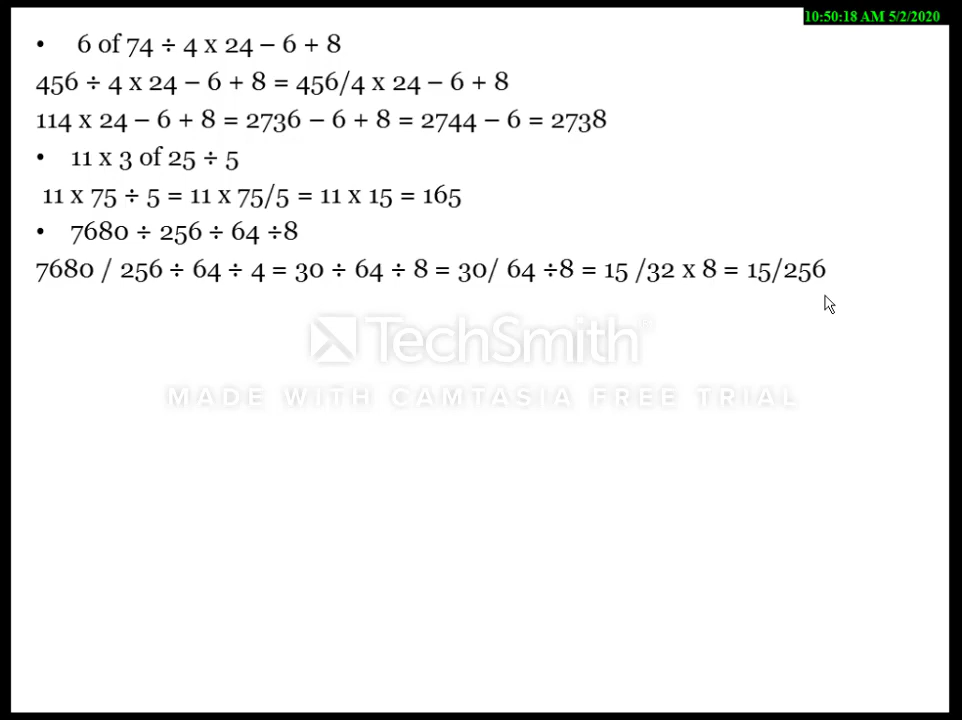 10:50:18 AM 5/2/2020
• 6 of 74 ÷ 4 x 24 – 6 + 8
456 ÷ 4 x 24 – 6 + 8 = 456/4 x 24 – 6 + 8
114 x 24 – 6 + 8 = 2736 – 6 + 8 = 2744 – 6 = 2738
• 11 x 3 of 25 ÷ 5
11 x 75 ÷ 5 = 11 x 75/5 = 11 x 15 = 165
• 7680 ÷ 256 ÷ 64 ÷8
7680 / 256 ÷ 64 ÷ 4 = 30 ÷ 64 ÷ 8 = 30/ 64 ÷8 = 15 /32 x 8 = 15/256
TechSmith
MADE WITH CAMTASIA FREE TRIAL